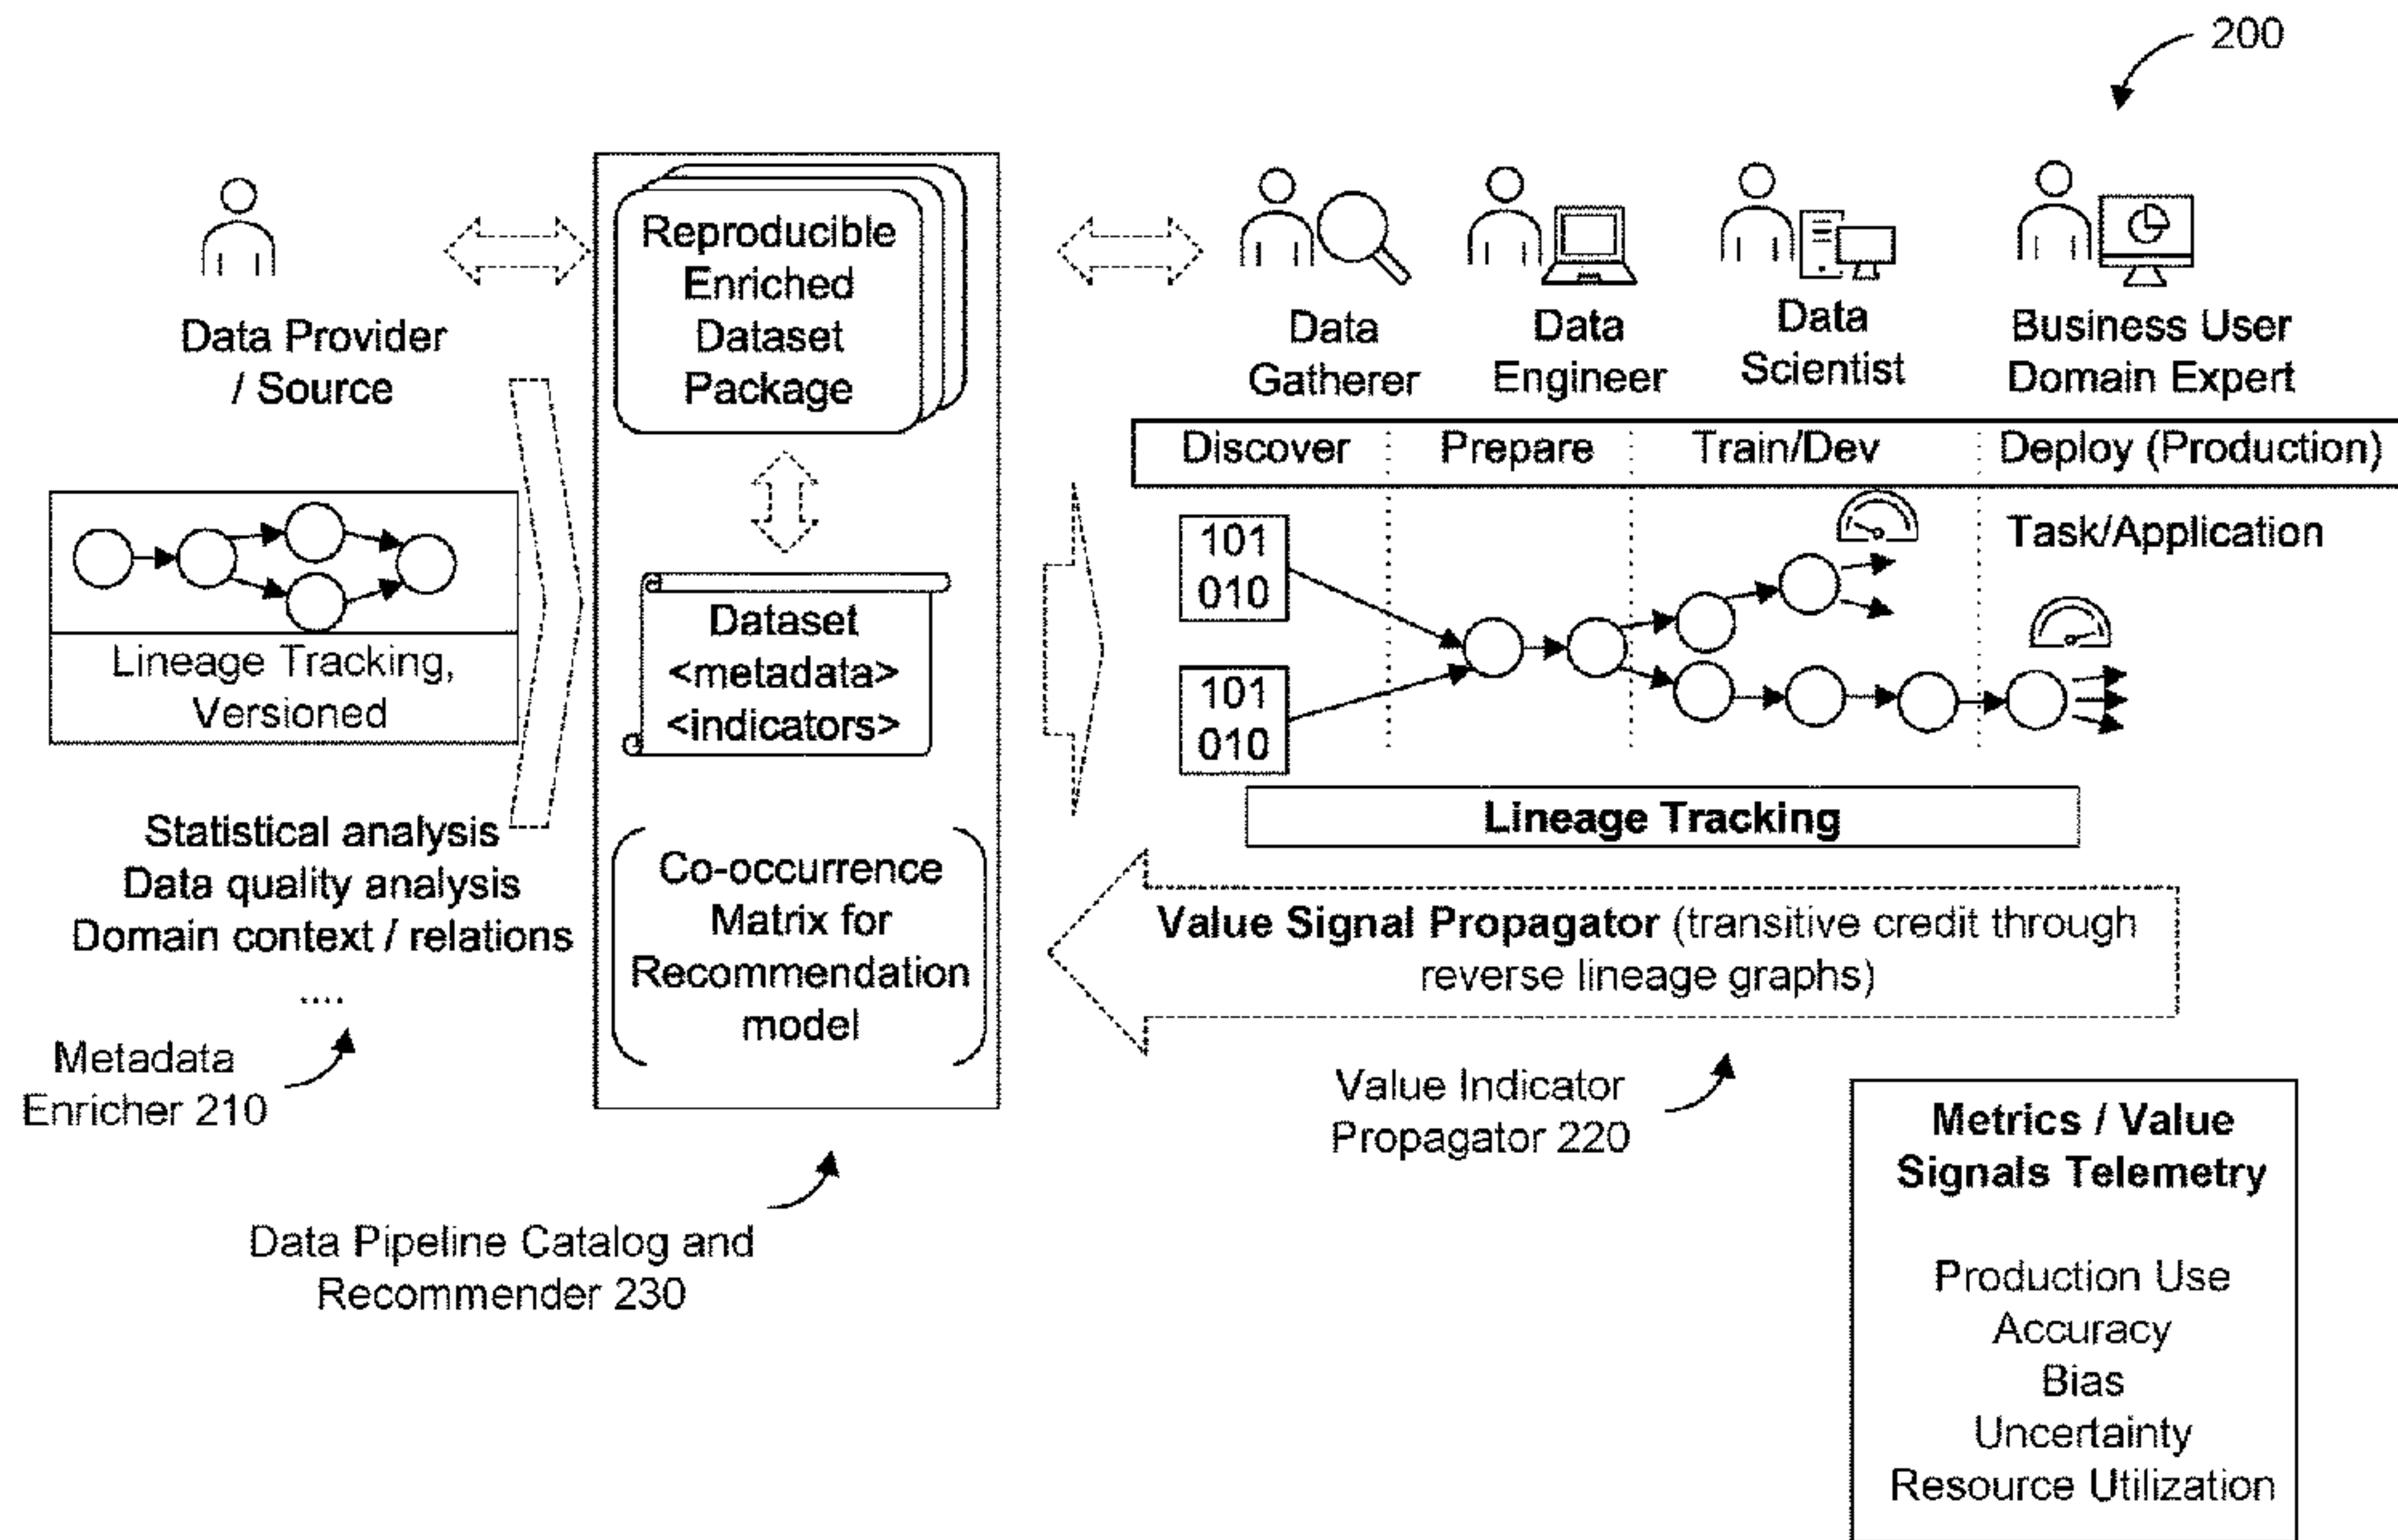 200
Data Provider
/ Source
Reproducible
Enriched
Dataset
Package
Data
Gatherer
Data
Engineer
Data
Scientist
Business User
Domain Expert
Discover
Prepare
Train/Dev
Deploy (Production)
Lineage Tracking,
Versioned
Dataset
<metadata>
<indicators>
101
010
101
010
Task/Application
Lineage Tracking
Statistical analysis
Data quality analysis
Domain context / relations
....
Metadata
Enricher 210
Co-occurrence
Matrix for
Recommendation
model
Value Signal Propagator (transitive credit through
reverse lineage graphs)
Value Indicator
Propagator 220
Data Pipeline Catalog and
Recommender 230
Metrics / Value
Signals Telemetry
Production Use
Accuracy
Bias
Uncertainty
Resource Utilization